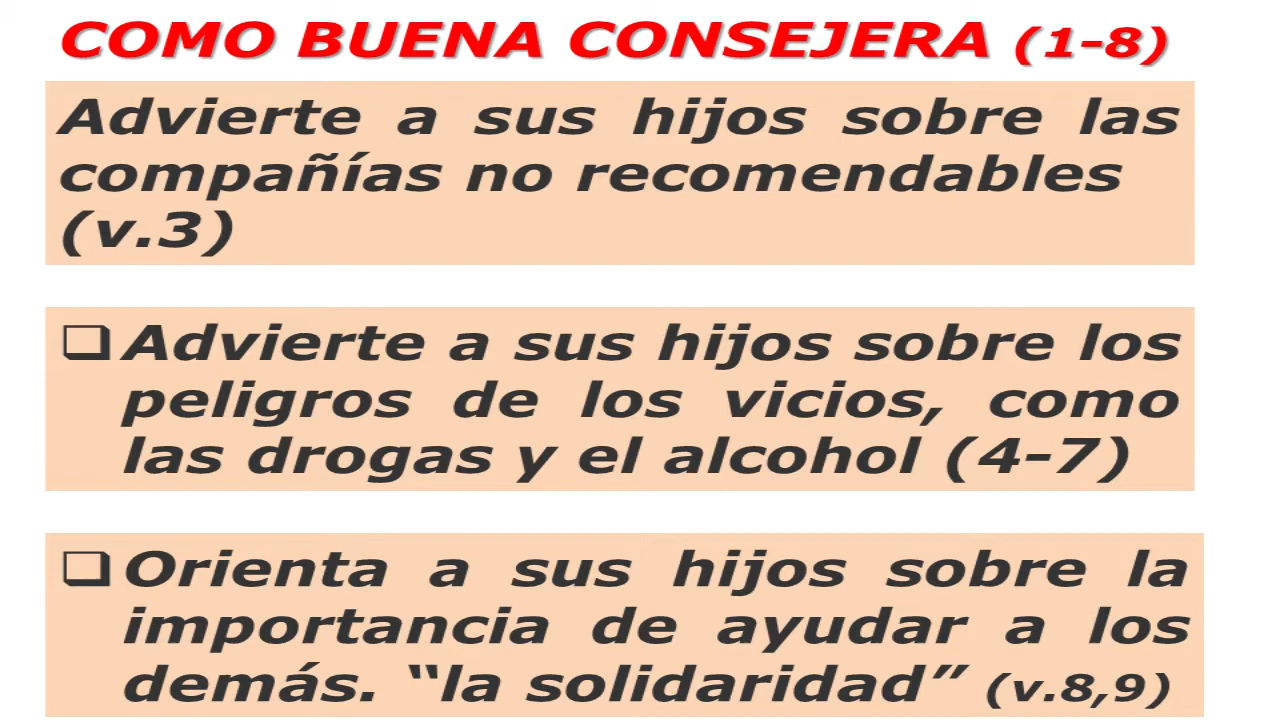 COMO BUENA CONSEJERA (1-8)
Advierte a sus hijos sobre las
compañías no recomendables
(v.3)
❑Advierte a sus hijos sobre los
peligros de los vicios, como
las drogas y el alcohol (4-7)
❑Orienta a sus hijos sobre la
importancia de ayudar a los
demás. “la solidaridad” (v.8,9)